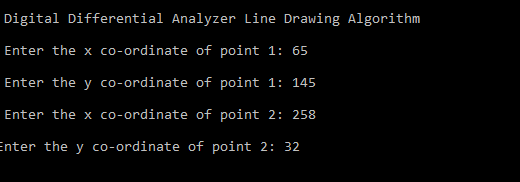 Digital Differential Analyzer Line Drawing Algorithm
Enter the x co-ordinate of point 1: 65
Enter the y co-ordinate of point 1: 145
Enter the x co-ordinate of point 2: 258
Enter the y co-ordinate of point 2: 32